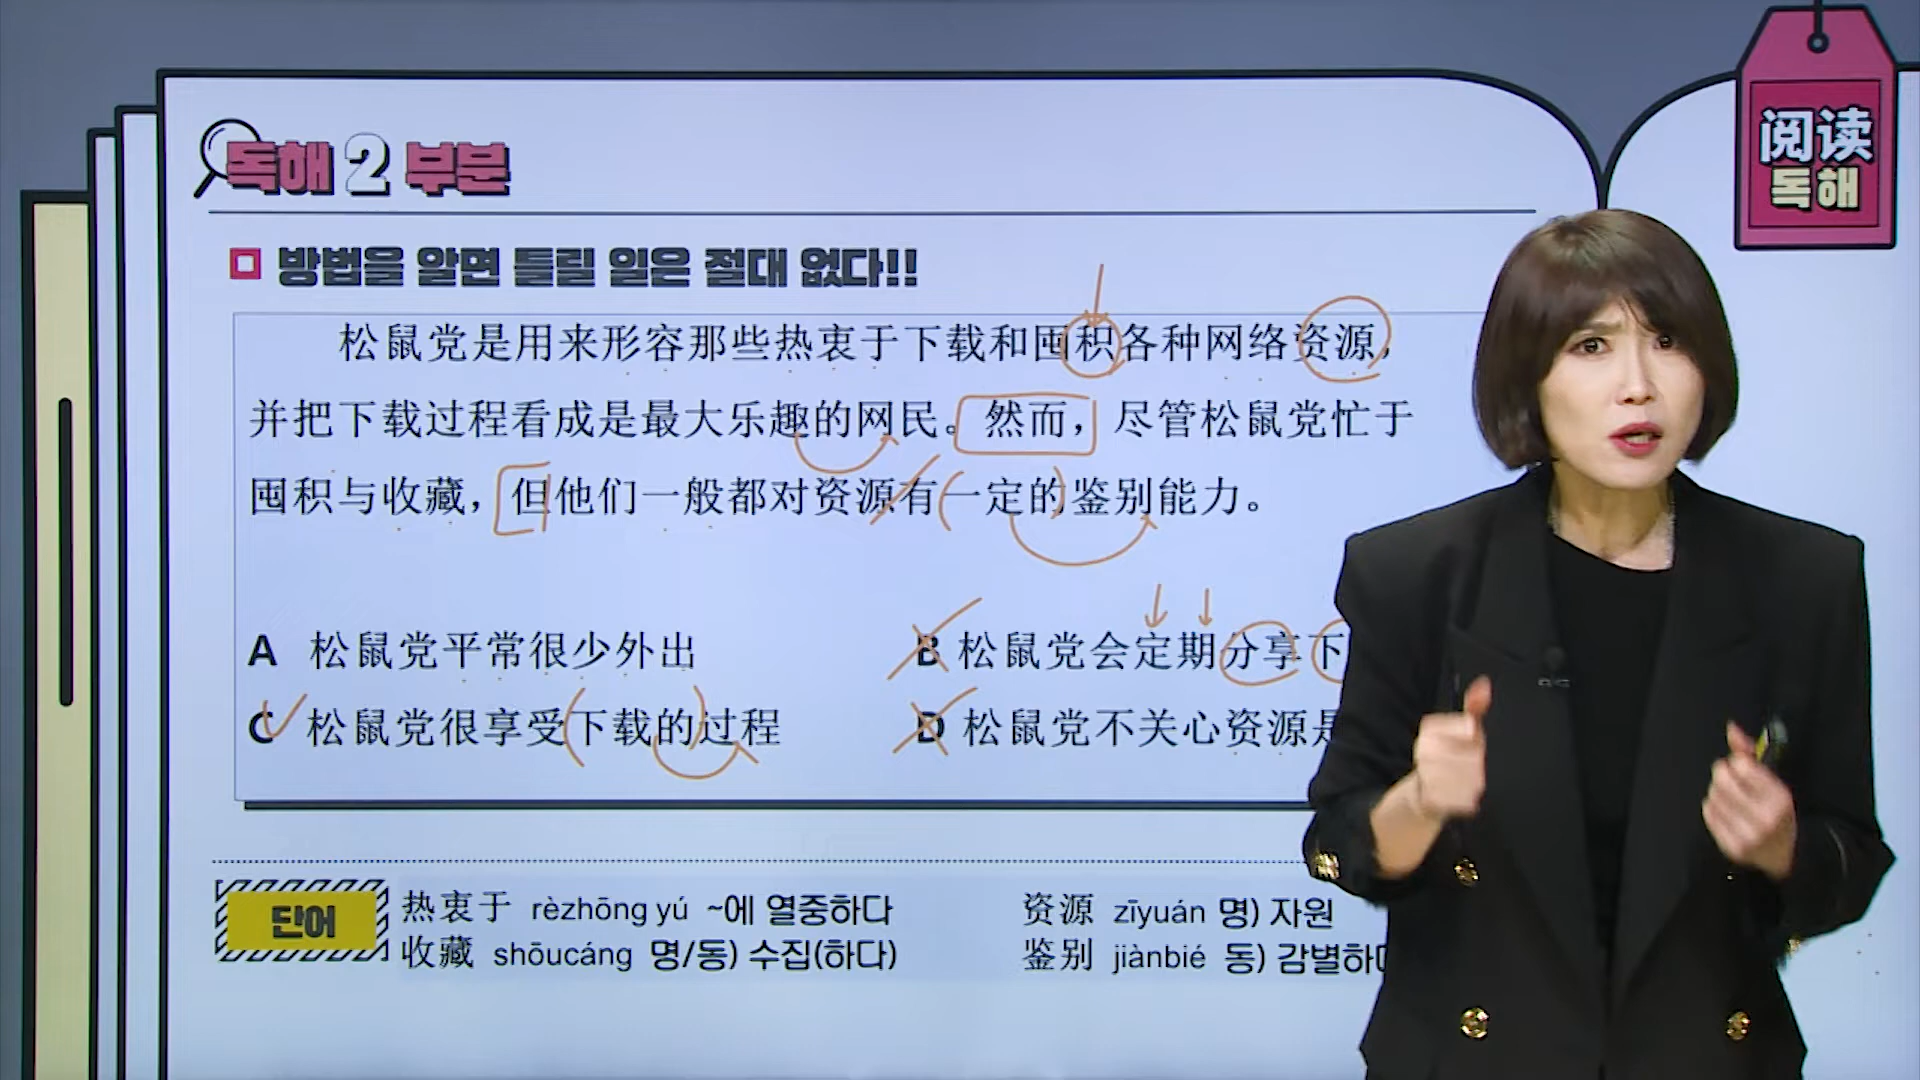 阅读
독해
독해 2 부분
방법을 알면 틀릴 일은 절대 없다!!
松鼠党是用来形容那些热衷于下载和囤积各种网络资源,
并把下载过程看成是最大乐趣的网民。然而，尽管松鼠党忙于
囤积与收藏，但他们一般都对资源有一定的鉴别能力。
A 松鼠党平常很少外出
B 松鼠党会定期分享下
C 松鼠党很享受下载的过程
D 松鼠党不关心资源是
단어
热衷于 rèzhōng yú ~에 열중하다
资源 zīyuán 명) 자원
收藏 shōucáng 명/동) 수집(하다)
鉴别 jiànbié 동) 감별하다